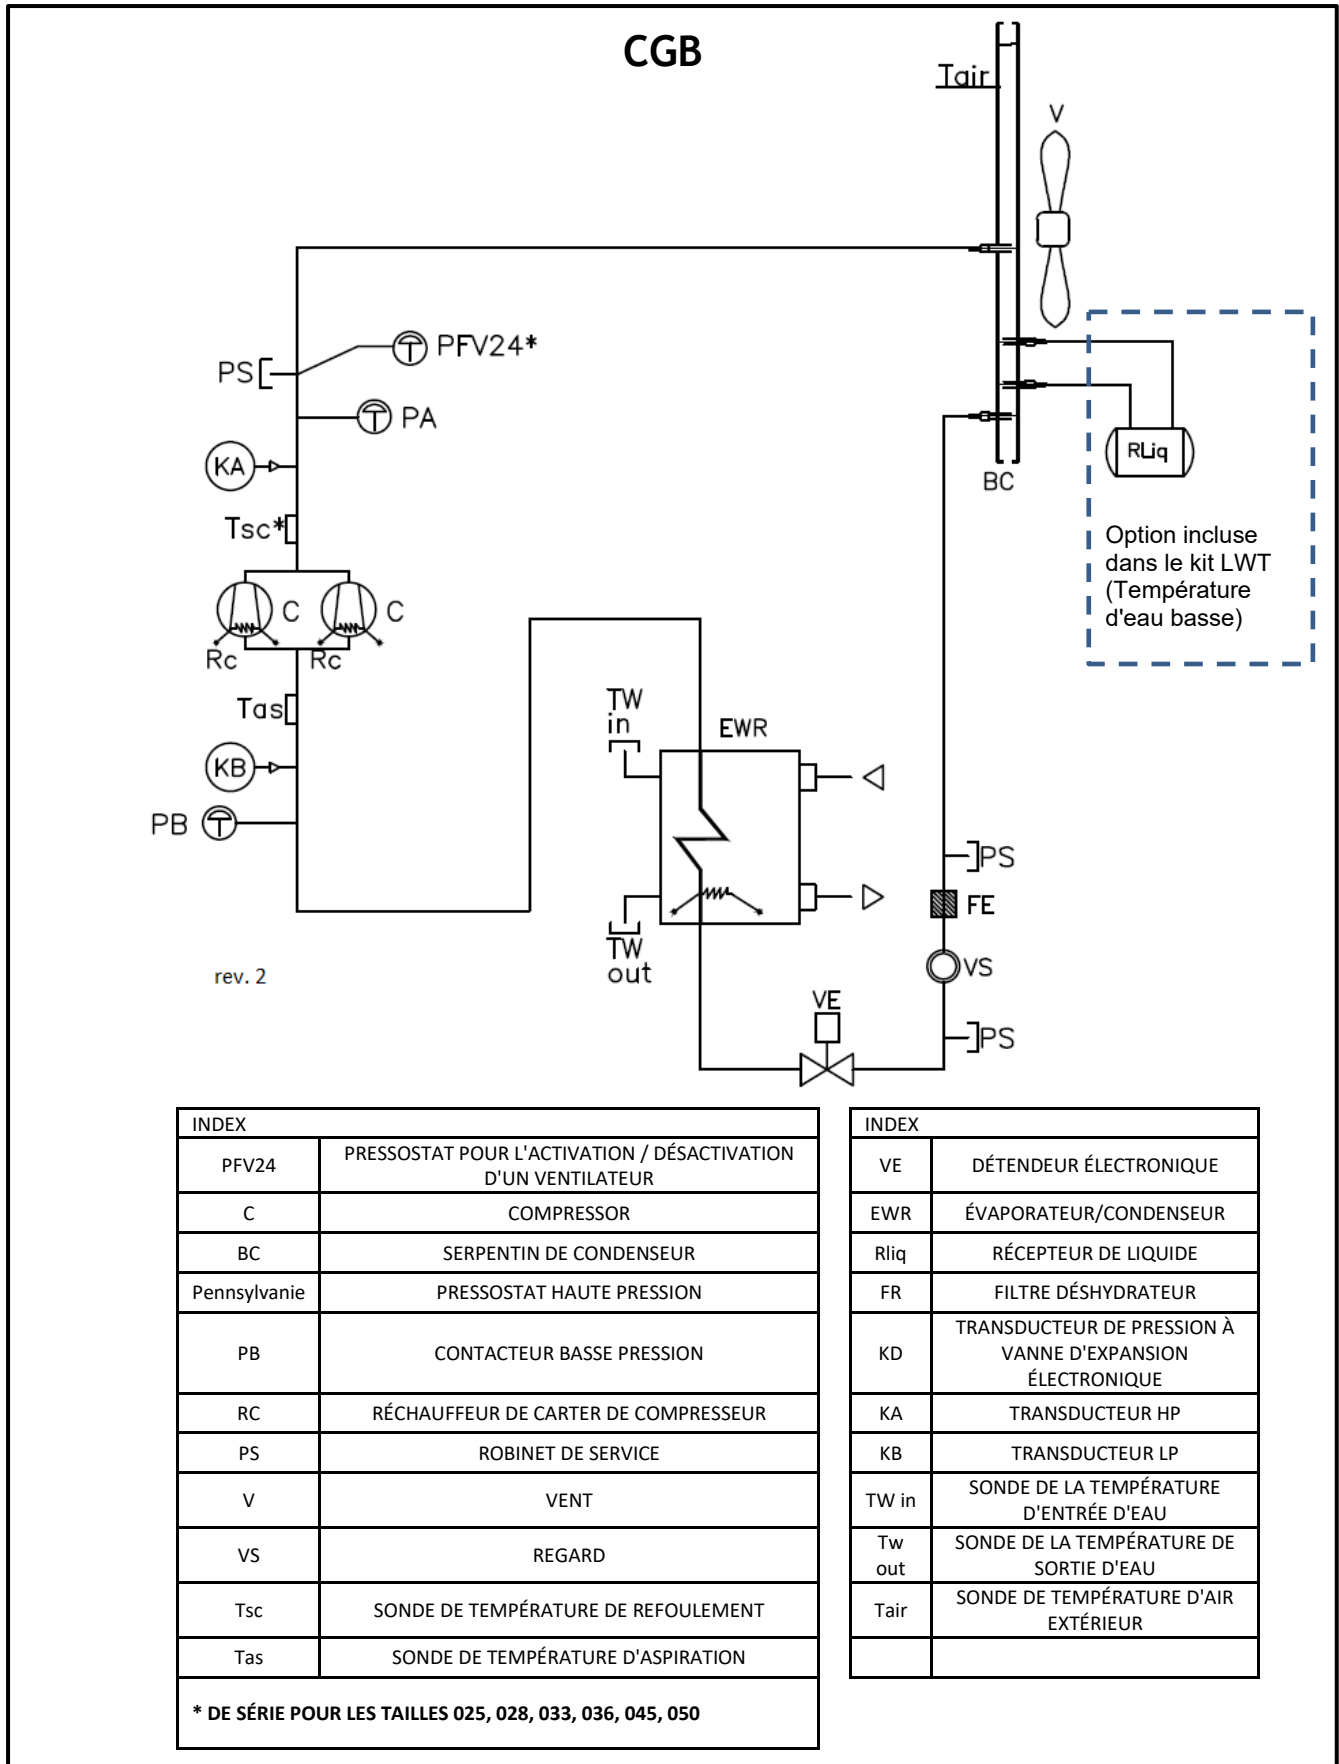 CGB
Tair
V
PFV24*
PS
PA
KA
RLiq
BC
Tsc*
Option incluse
dans le kit LWT
(Température
d'eau basse)
C
C
Rc
Rc
Tas
TW
in
EWR
KB
PB
PS
FE
TW
out
VS
rev. 2
VE
PS
INDEX
PFV24 PRESSOSTAT POUR L'ACTIVATION / DÉSACTIVATION
D'UN VENTILATEUR
C COMPRESSOR
BC SERPENTIN DE CONDENSEUR
Pennsylvanie PRESSOSTAT HAUTE PRESSION
PB CONTACTEUR BASSE PRESSION
RC RÉCHAUFFEUR DE CARTER DE COMPRESSEUR
PS ROBINET DE SERVICE
V VENT
VS REGARD
Tsc SONDE DE TEMPÉRATURE DE REFOULEMENT
Tas SONDE DE TEMPÉRATURE D'ASPIRATION
* DE SÉRIE POUR LES TAILLES 025, 028, 033, 036, 045, 050
INDEX
VE DÉTENDEUR ÉLECTRONIQUE
EWR ÉVAPORATEUR/CONDENSEUR
Rliq RÉCEPTEUR DE LIQUIDE
FR FILTRE DÉSHYDRATEUR
KD TRANSDUCTEUR DE PRESSION À
VANNE D'EXPANSION
ÉLECTRONIQUE
KA TRANSDUCTEUR HP
KB TRANSDUCTEUR LP
TW in SONDE DE LA TEMPÉRATURE
D'ENTRÉE D'EAU
Tw
out SONDE DE LA TEMPÉRATURE DE
SORTIE D'EAU
Tair SONDE DE TEMPÉRATURE D'AIR
EXTÉRIEUR